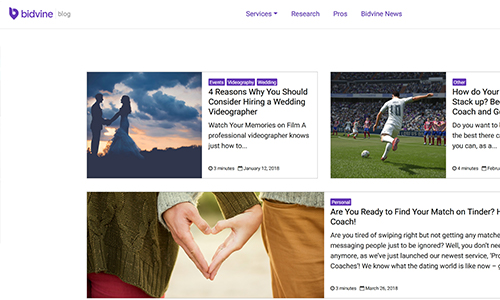 bidvine blog
Services Research Pros Bidvine News
Events Videography Wedding
4 Reasons Why You Should
Consider Hiring a Wedding
Videographer
Watch Your Memories on Film A
professional videographer knows
just how to...
3 minutes January 12, 2018
Other
How do Your
Stack up? Be
Coach and G
Do you want to i
the best there ca
you can, as a...
4 minutes Febru
Personal
Are You Ready to Find Your Match on Tinder? H
Coach!
Are you tired of swiping right but not getting any matche
messaging people just to be ignored? Well, you don't nee
anymore, as we've just launched our newest service, 'Pro
Coaches'! We know what the dating world is like now – g
3 minutes March 26, 2018